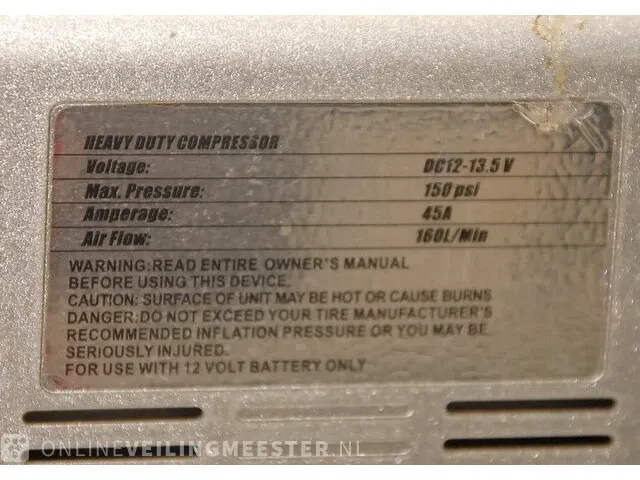 HEAVY DUTY COMPRESSOR
Voltage: DC12-13.5 V
Max. Pressure: 150 psi
Amperage: 45A
Air Flow: 160L/Min
WARNING:READ ENTIRE OWNER'S MANUAL
BEFORE USING THIS DEVICE.
CAUTION: SURFACE OF UNIT MAY BE HOT OR CAUSE BURNS
DANGER:DO NOT EXCEED YOUR TIRE MANUFACTURER'S
RECOMMENDED INFLATION PRESSURE OR YOU MAY BE
SERIOUSLY INJURED.
FOR USE WITH 12 VOLT BATTERY ONLY
ONLINEVEILINGMEESTER.NL